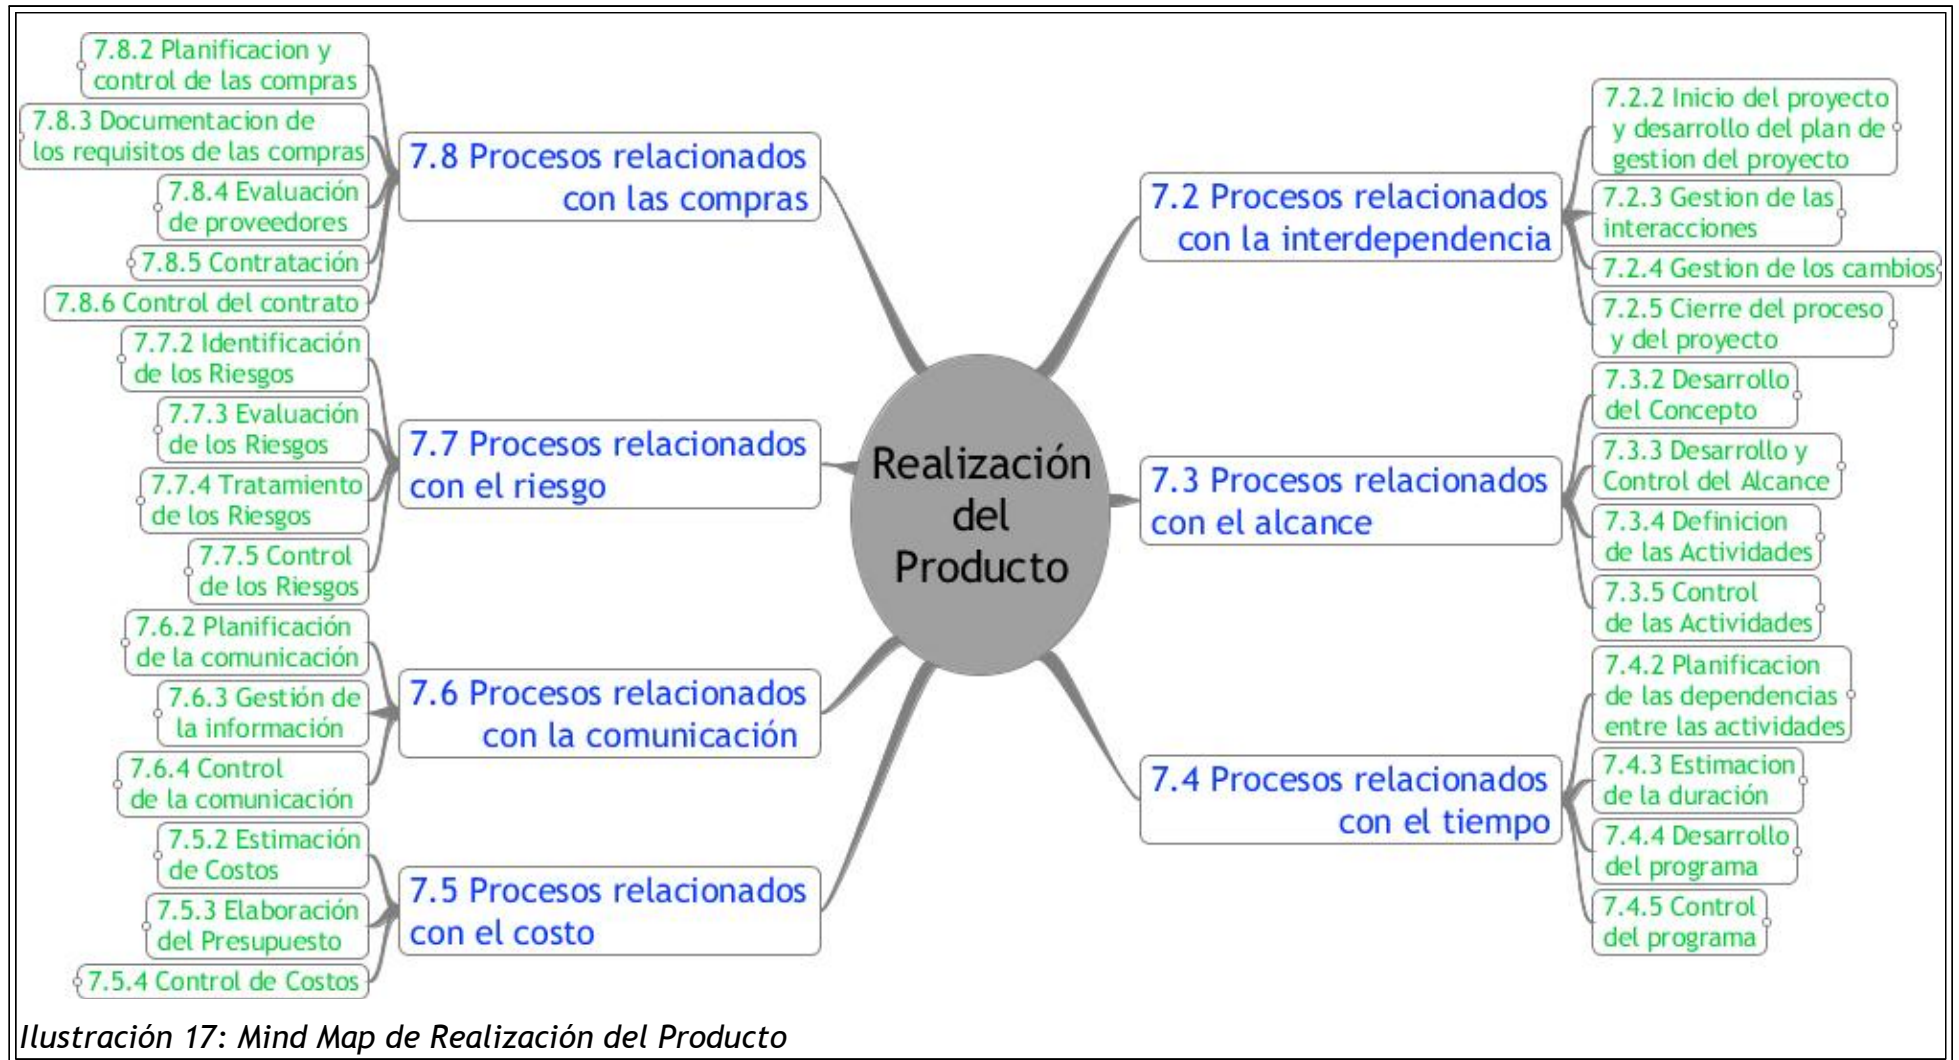 7.8.2 Planificacion y
control de las compras
7.8.3 Documentacion de
los requisitos de las compras
7.8.4 Evaluación
de proveedores
7.8.5 Contratación
7.8.6 Control del contrato
7.8 Procesos relacionados
con las compras
7.7.2 Identificación
de los Riesgos
7.7.3 Evaluación
de los Riesgos
7.7.4 Tratamiento
de los Riesgos
7.7.5 Control
de los Riesgos
7.7 Procesos relacionados
con el riesgo
7.6.2 Planificación
de la comunicación
7.6.3 Gestión de
la información
7.6.4 Control
de la comunicación
7.6 Procesos relacionados
con la comunicación
7.5.2 Estimación
de Costos
7.5.3 Elaboración
del Presupuesto
7.5.4 Control de Costos
7.5 Procesos relacionados
con el costo
Realización
del
Producto
7.2 Procesos relacionados
con la interdependencia
7.2.2 Inicio del proyecto
y desarrollo del plan de
gestion del proyecto
7.2.3 Gestion de las
interacciones
7.2.4 Gestion de los cambios
7.2.5 Cierre del proceso
y del proyecto
7.3 Procesos relacionados
con el alcance
7.3.2 Desarrollo
del Concepto
7.3.3 Desarrollo y
Control del Alcance
7.3.4 Definicion
de las Actividades
7.3.5 Control
de las Actividades
7.4 Procesos relacionados
con el tiempo
7.4.2 Planificacion
de las dependencias
entre las actividades
7.4.3 Estimacion
de la duración
7.4.4 Desarrollo
del programa
7.4.5 Control
del programa
Ilustración 17: Mind Map de Realización del Producto